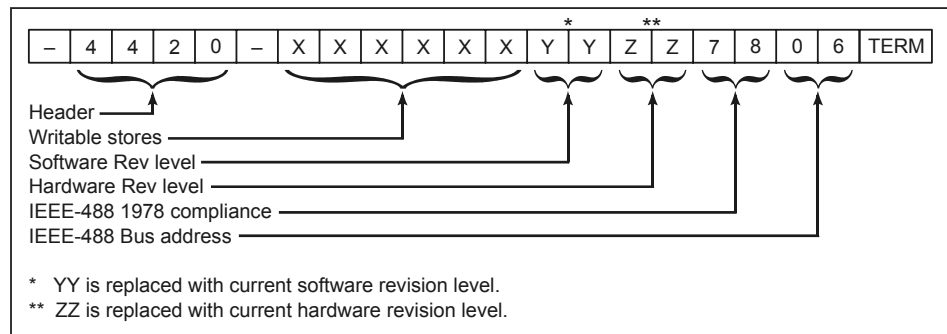 * **
– 4 4 2 0 – X X X X X X Y Y Z Z 7 8 0 6 TERM
Header
Writable stores
Software Rev level
Hardware Rev level
IEEE-488 1978 compliance
IEEE-488 Bus address
* YY is replaced with current software revision level.
** ZZ is replaced with current hardware revision level.